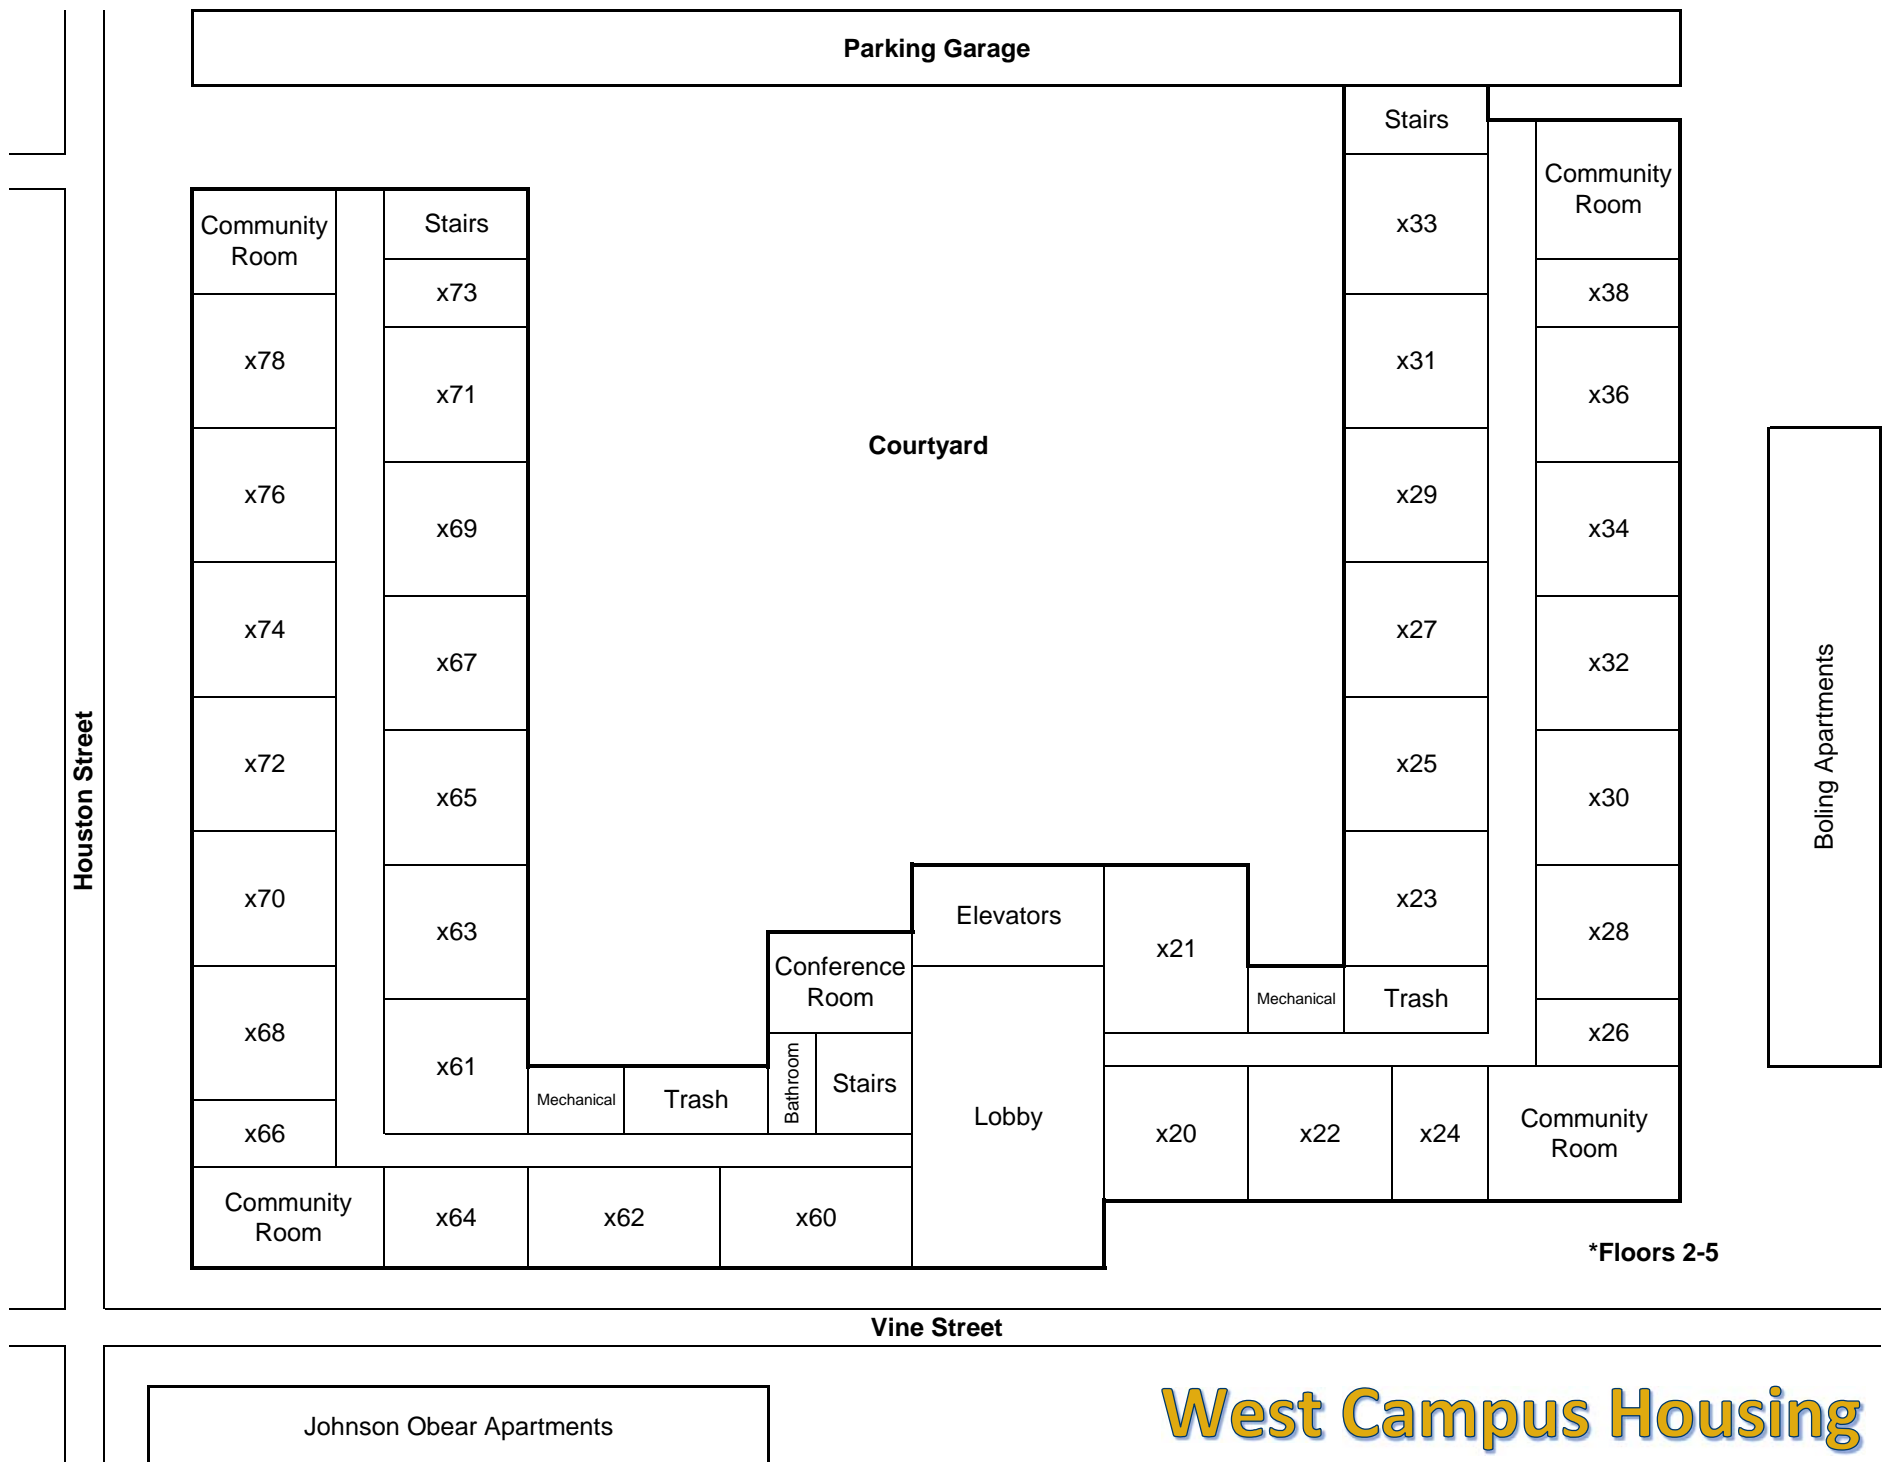 Parking Garage
Stairs
Community
Room
x33
Community
Room
Stairs
x73
x38
x78
x71
x31
x36
Courtyard
x76
x69
x29
x34
x74
x67
x27
x32
Houston Street
x72
x65
x25
x30
Boling Apartments
x70
x63
Elevators
x21
x23
x28
Conference
Room
Mechanical
Trash
x68
x61
x26
Mechanical
Trash
Bathroom
Stairs
Lobby
x66
x20
x22
x24
Community
Room
Community
Room
x64
x62
x60
*Floors 2-5
Vine Street
Johnson Obear Apartments
West Campus Housing